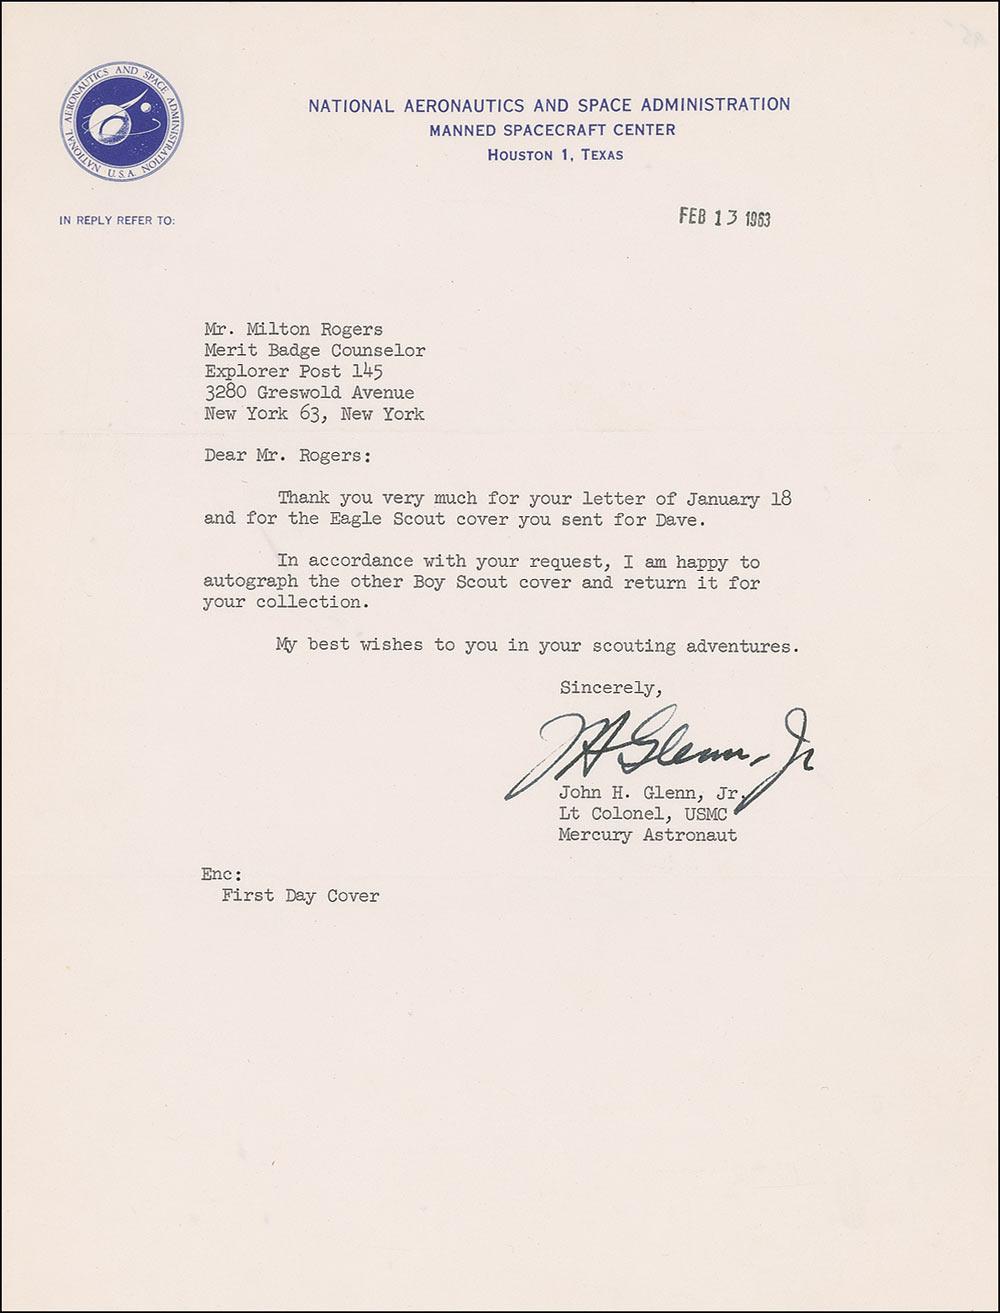 NATIONAL AERONAUTICS AND SPACE ADMINISTRATION
U.S.A.
NATIONAL AERONAUTICS AND SPACE ADMINISTRATION
MANNED SPACECRAFT CENTER
HOUSTON 1, TEXAS
IN REPLY REFER TO:
FEB 13 1963
Mr. Milton Rogers
Merit Badge Counselor
Explorer Post 145
3280 Greswold Avenue
New York 63, New York
Dear Mr. Rogers:
Thank you very much for your letter of January 18
and for the Eagle Scout cover you sent for Dave.
In accordance with your request, I am happy to
autograph the other Boy Scout cover and return it for
your collection.
My best wishes to you in your scouting adventures.
Sincerely,
JH Glenn, Jr
John H. Glenn, Jr.
Lt Colonel, USMC
Mercury Astronaut
Enc:
First Day Cover